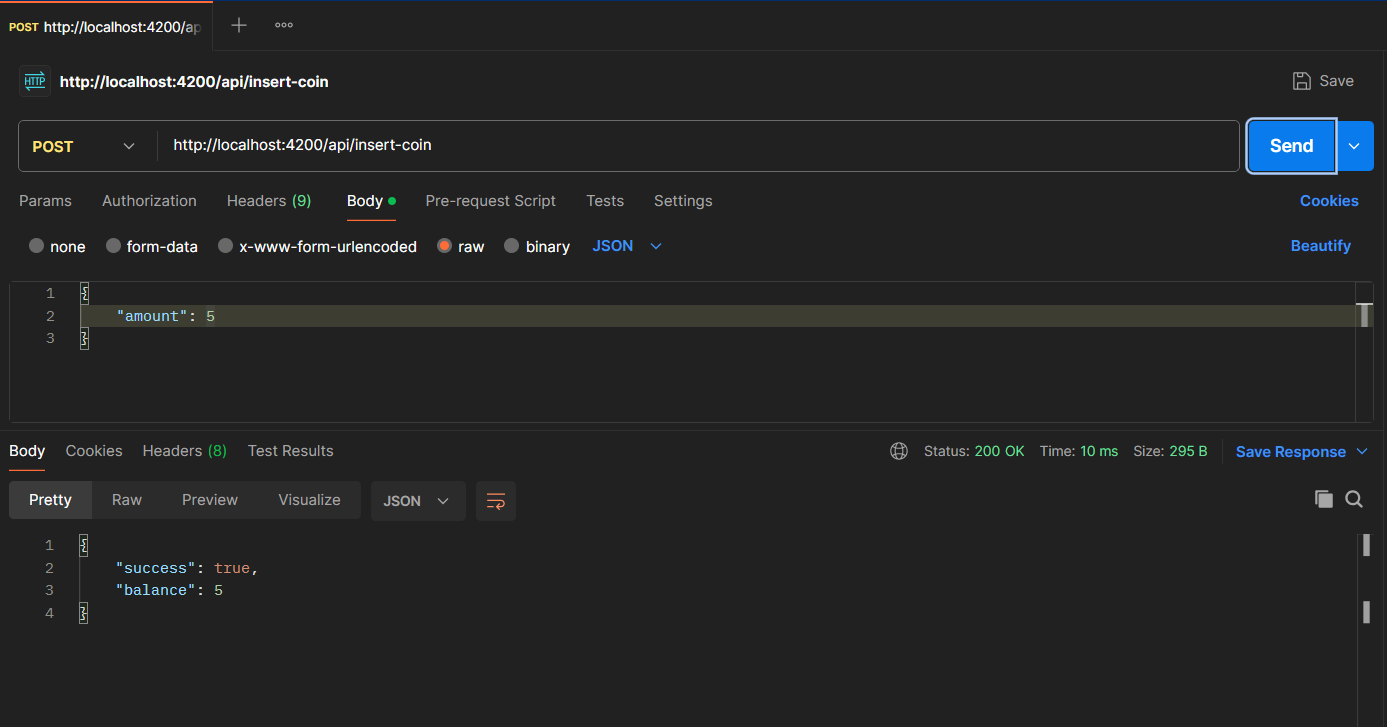 POST http://localhost:4200/ap
HTTP http://localhost:4200/api/insert-coin Save
POST http://localhost:4200/api/insert-coin Send
Params Authorization Headers (9) Body Pre-request Script Tests Settings Cookies
none form-data x-www-form-urlencoded raw binary JSON Beautify
1 {
2 "amount": 5
3 }
Body Cookies Headers (8) Test Results Status: 200 OK Time: 10 ms Size: 295 B Save Response
Pretty Raw Preview Visualize JSON
1 {
2 "success": true,
3 "balance": 5
4 }